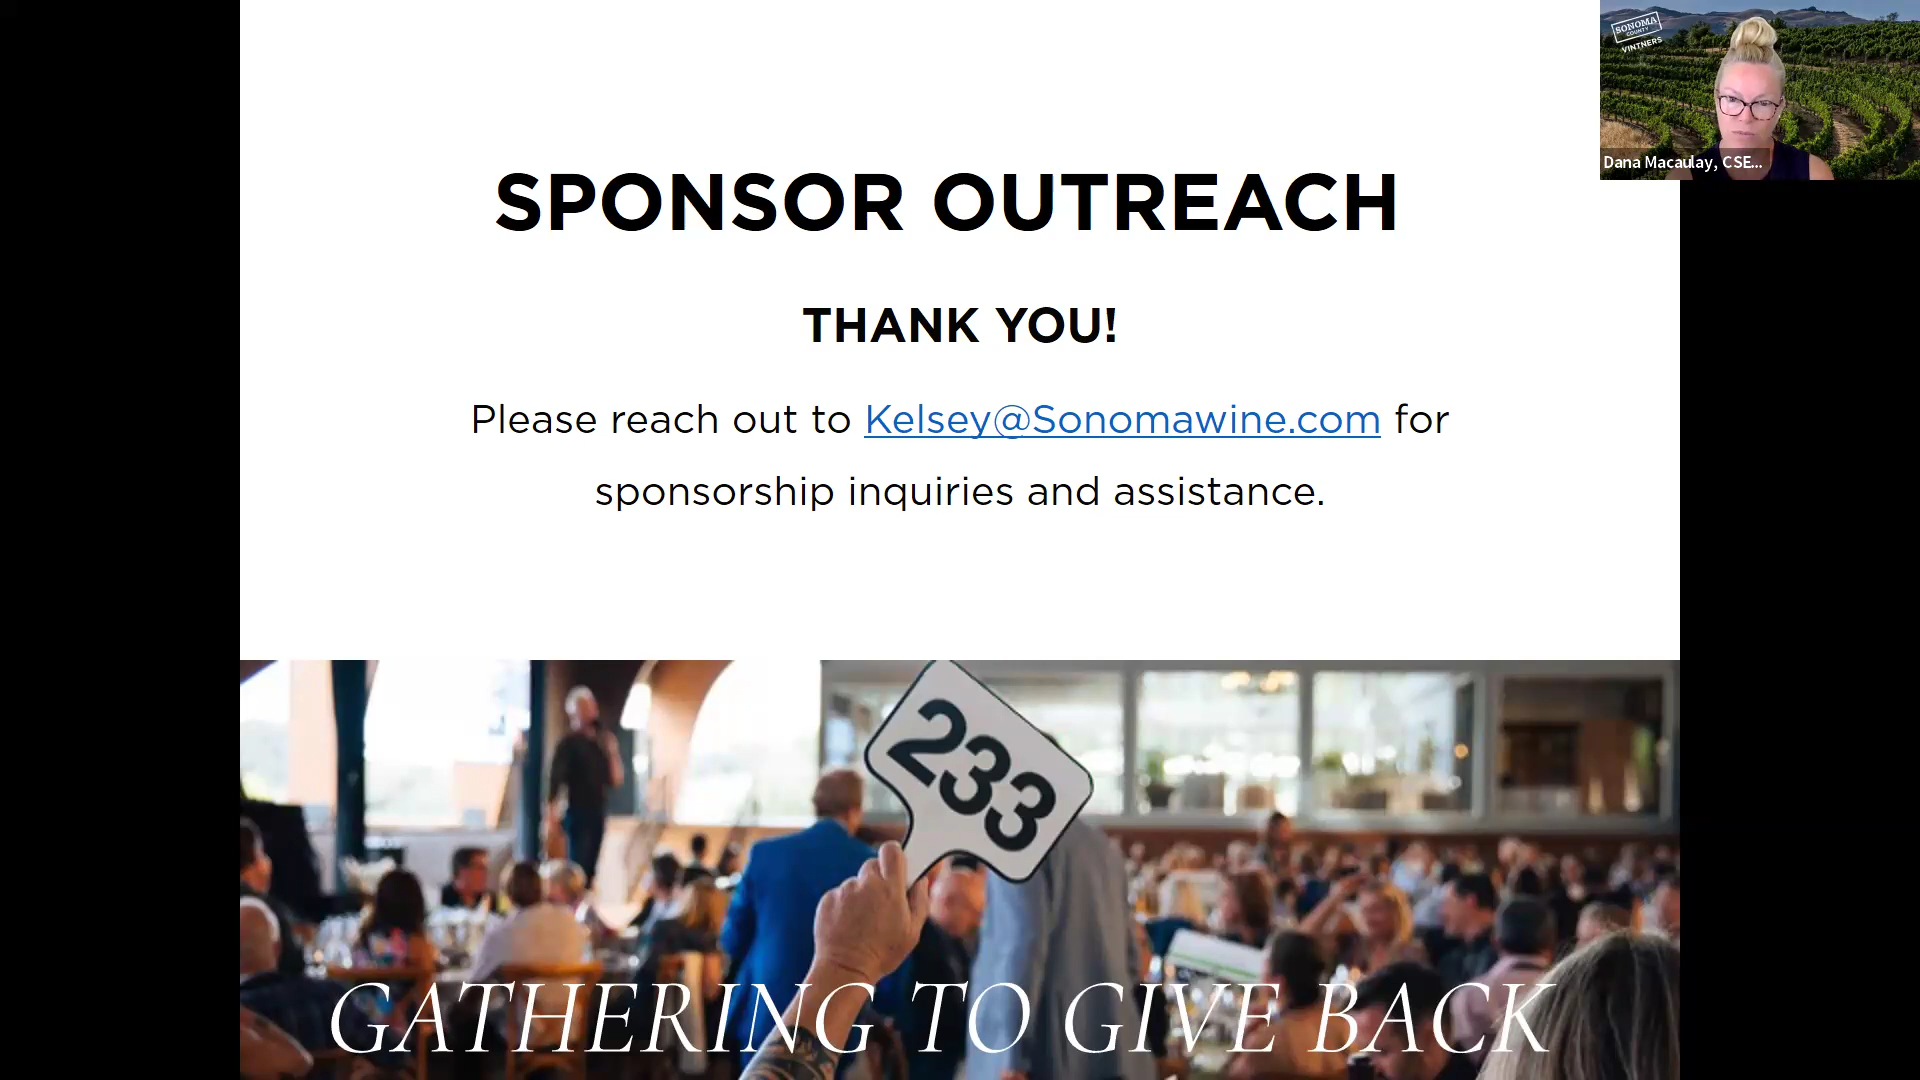 SONOMA
COUNTY
VINTNERS
Dana Macaulay, CSE...
SPONSOR OUTREACH
THANK YOU!
Please reach out to Kelsey@Sonomawine.com for
sponsorship inquiries and assistance.
233
GATHERING TO GIVE BACK